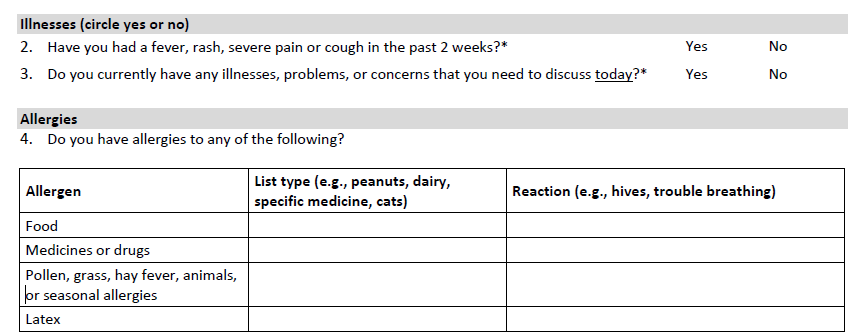 Illnesses (circle yes or no)
2. Have you had a fever, rash, severe pain or cough in the past 2 weeks?* Yes No
3. Do you currently have any illnesses, problems, or concerns that you need to discuss today?* Yes No
Allergies
4. Do you have allergies to any of the following?
Allergen
List type (e.g., peanuts, dairy,
specific medicine, cats)
Reaction (e.g., hives, trouble breathing)
Food
Medicines or drugs
Pollen, grass, hay fever, animals,
or seasonal allergies
Latex